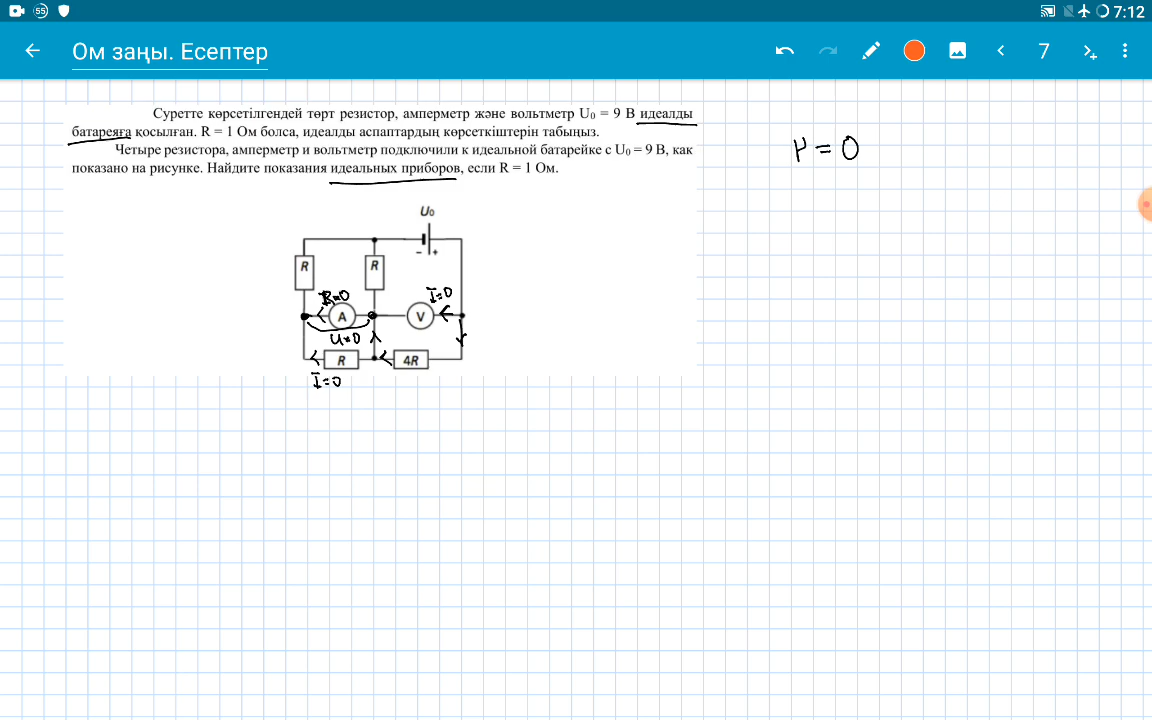 55
7:12
Ом заңы. Есептер
7
Суретте көрсетілгендей төрт резистор, амперметр және вольтметр U₀ = 9 В идеалды
батареяға қосылған. R = 1 Ом болса, идеалды аспаптардың көрсеткіштерін табыңыз.
Четыре резистора, амперметр и вольтметр подключили к идеальной батарейке с U₀ = 9 В, как
показано на рисунке. Найдите показания идеальных приборов, если R = 1 Ом.
r = 0
U₀
- +
R R
R=0 I=0
A V
U=0
R 4R
I=0